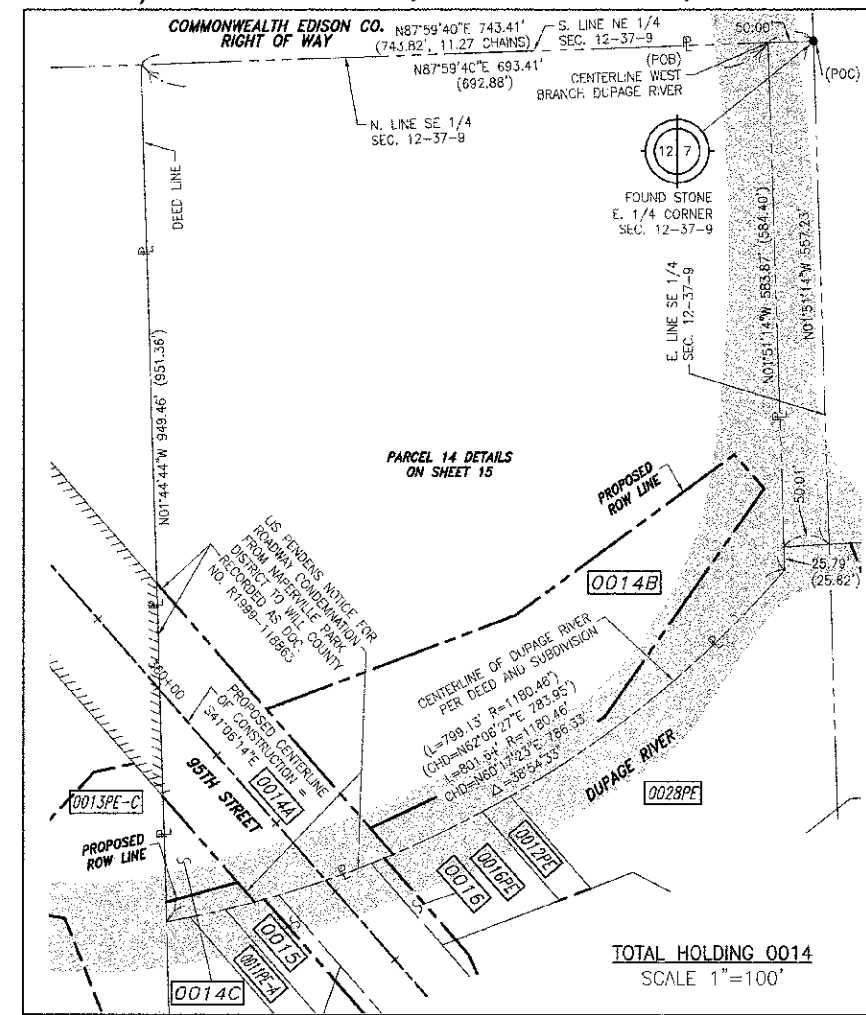 COMMONWEALTH EDISON CO.
RIGHT OF WAY
N87°59'40"E 743.41'
(743.82', 11.27 CHAINS)
S. LINE NE 1/4
SEC. 12-37-9
50.00'
N87°59'40"E 693.41'
(692.88')
(POB)
CENTERLINE WEST
BRANCH DUPAGE RIVER
(POC)
N. LINE SE 1/4
SEC. 12-37-9
12 7
FOUND STONE
E. 1/4 CORNER
SEC. 12-37-9
DEED LINE
N01°44'44"W 949.46' (951.36')
E. LINE SE 1/4
SEC. 12-37-9
N01°51'14"W 583.87' (584.40')
N01°51'14"W 557.23'
50.01'
25.79'
(25.62')
PARCEL 14 DETAILS
ON SHEET 15
PROPOSED
ROW LINE
0014B
LIS PENDENS NOTICE FOR
ROADWAY CONDEMNATION
FROM NAPERVILLE PARK
DISTRICT TO WILL COUNTY
RECORDED AS DOC.
NO. R1999-118863
CENTERLINE OF DUPAGE RIVER
PER DEED AND SUBDIVISION
(L=799.13' R=1180.48')
(CHD=N62°06'27"E 783.95')
L=801.64' R=1180.46'
CHD=N60°17'23"E 786.33'
Δ=38°54'33"
160+00
PROPOSED CENTERLINE
OF CONSTRUCTION =
S41°06'14"E
0014A
95TH STREET
DUPAGE RIVER
0028PE
0013PE-C
PROPOSED
ROW LINE
0012PE
0016PE
0016
0015
0011PE-A
0014C
TOTAL HOLDING 0014
SCALE 1"=100'